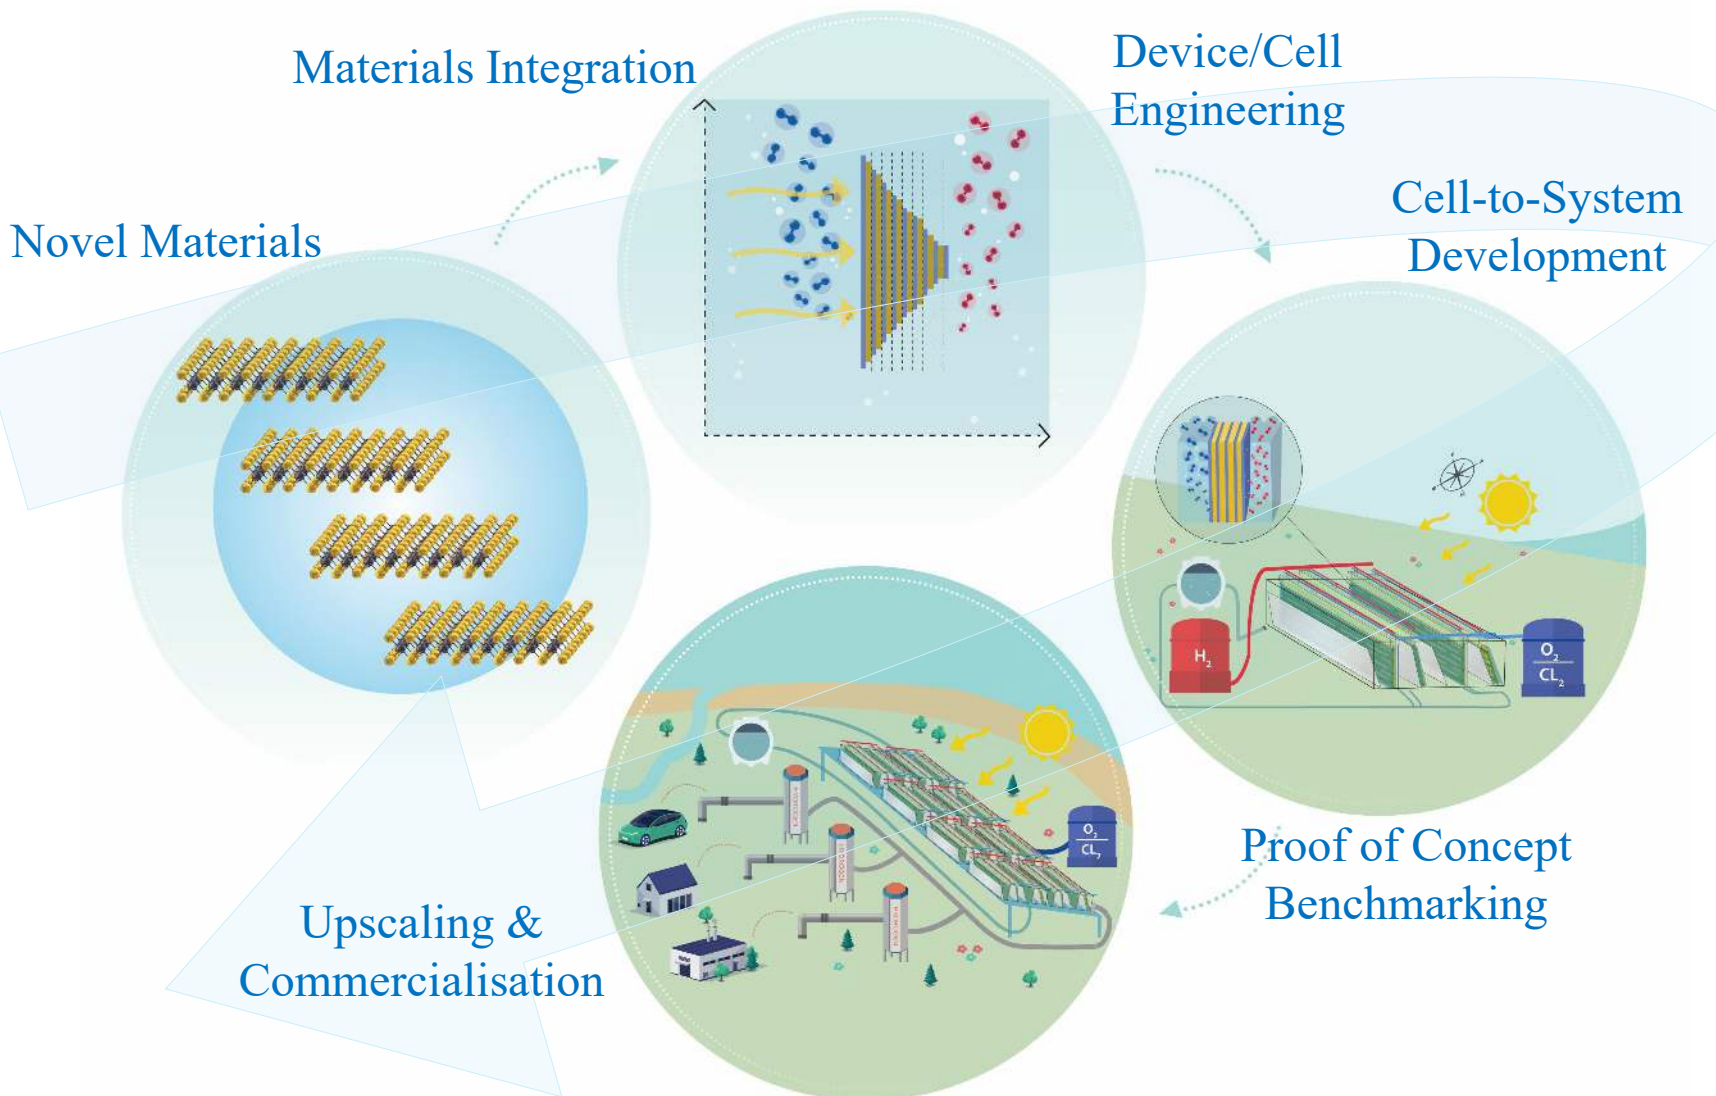 Materials Integration
Device/Cell
Engineering
Novel Materials
Cell-to-System
Development
H2
O2
CL2
O2
CL2
Proof of Concept
Benchmarking
Upscaling &
Commercialisation